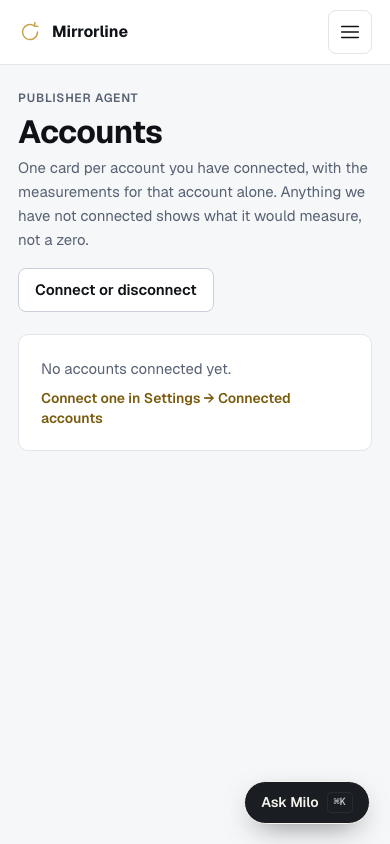 Mirrorline
PUBLISHER AGENT
Accounts
One card per account you have connected, with the
measurements for that account alone. Anything we
have not connected shows what it would measure,
not a zero.
Connect or disconnect
No accounts connected yet.
Connect one in Settings → Connected
accounts
Ask Milo ⌘K